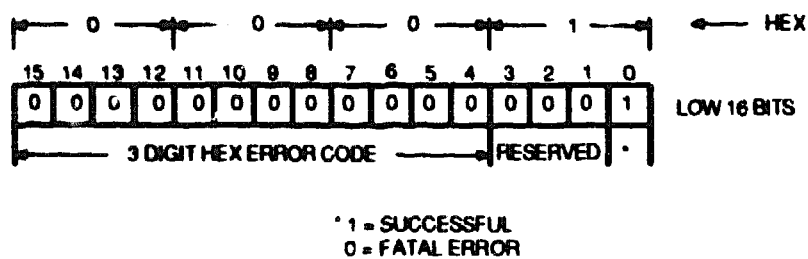 0 0 0 1 HEX
15 14 13 12 11 10 9 8 7 6 5 4 3 2 1 0
0 0 0 0 0 0 0 0 0 0 0 0 0 0 0 1 LOW 16 BITS
3 DIGIT HEX ERROR CODE RESERVED *
* 1 = SUCCESSFUL
0 = FATAL ERROR